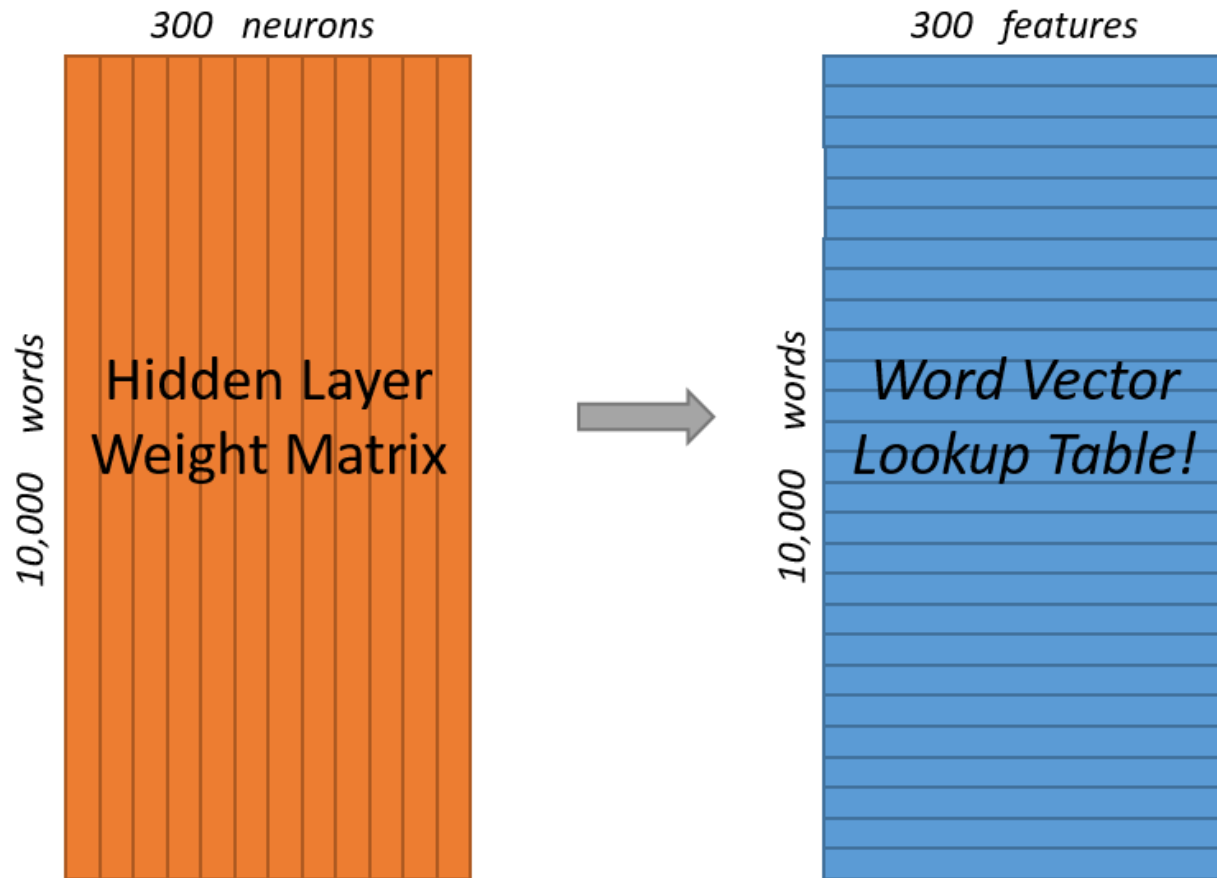 300 neurons
300 features
10,000 words
Hidden Layer
Weight Matrix
10,000 words
Word Vector
Lookup Table!